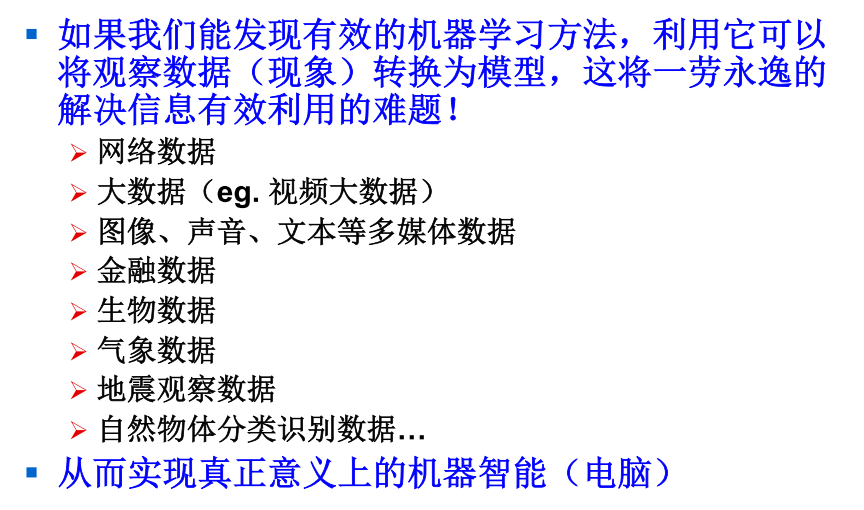 如果我们能发现有效的机器学习方法，利用它可以
将观察数据（现象）转换为模型，这将一劳永逸的
解决信息有效利用的难题！
网络数据
大数据（eg. 视频大数据）
图像、声音、文本等多媒体数据
金融数据
生物数据
气象数据
地震观察数据
自然物体分类识别数据…
从而实现真正意义上的机器智能（电脑）